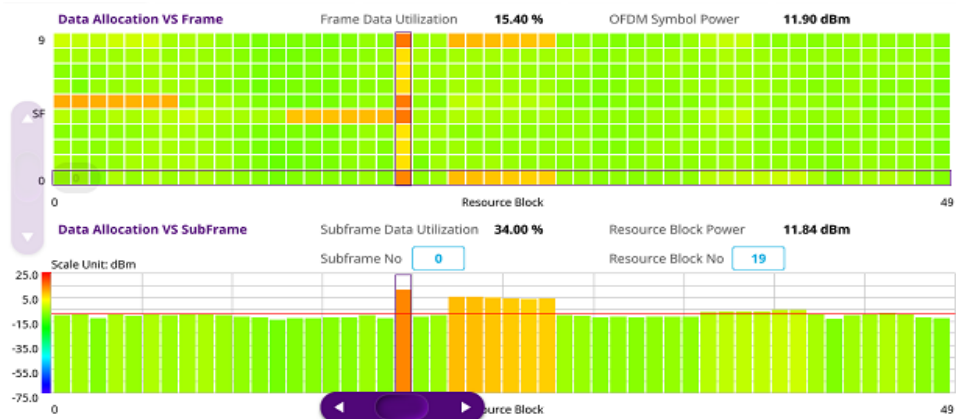 Data Allocation VS Frame Frame Data Utilization 15.40 % OFDM Symbol Power 11.90 dBm
9
SF
0
0
0 Resource Block 49
Data Allocation VS SubFrame Subframe Data Utilization 34.00 % Resource Block Power 11.84 dBm
Subframe No 0 Resource Block No 19
Scale Unit: dBm
25.0
5.0
-15.0
-35.0
-55.0
-75.0
0 ource Block 49